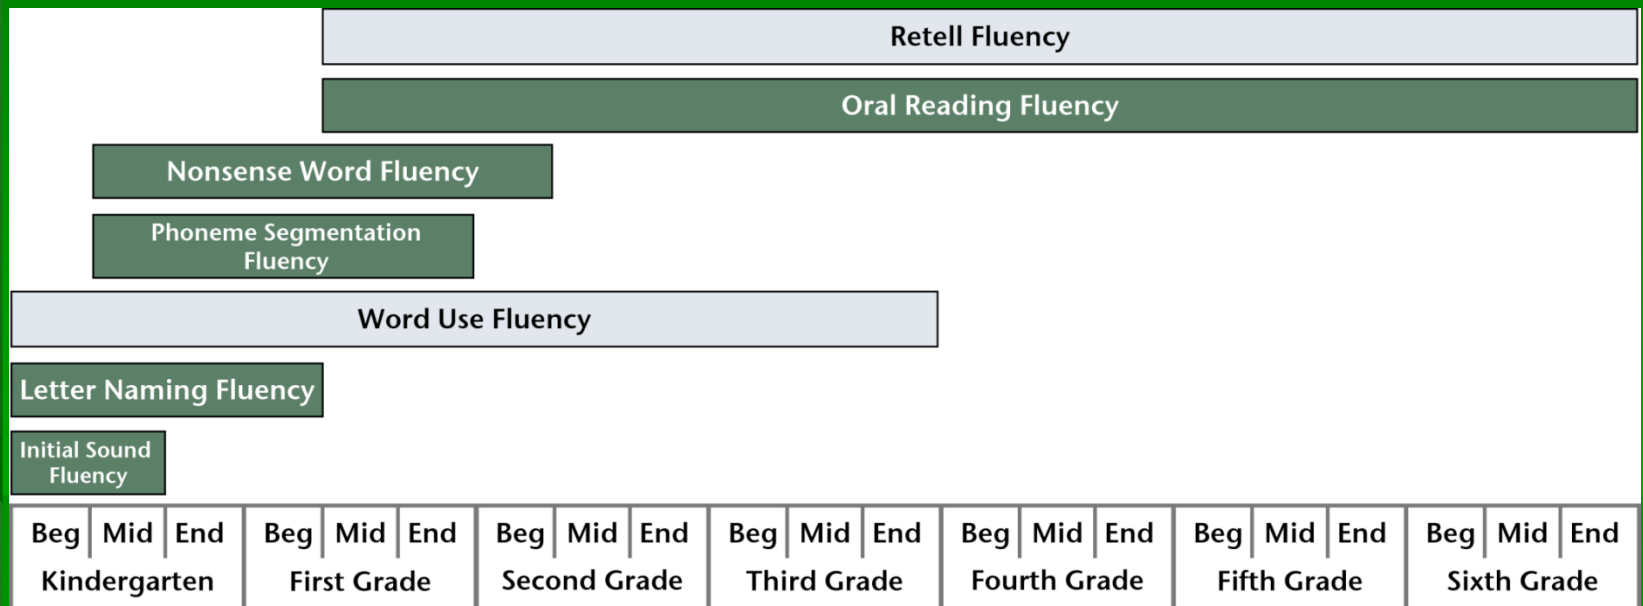 Retell Fluency
Oral Reading Fluency
Nonsense Word Fluency
Phoneme Segmentation
Fluency
Word Use Fluency
Letter Naming Fluency
Initial Sound
Fluency
Beg Mid End Beg Mid End Beg Mid End Beg Mid End Beg Mid End Beg Mid End Beg Mid End
Kindergarten First Grade Second Grade Third Grade Fourth Grade Fifth Grade Sixth Grade